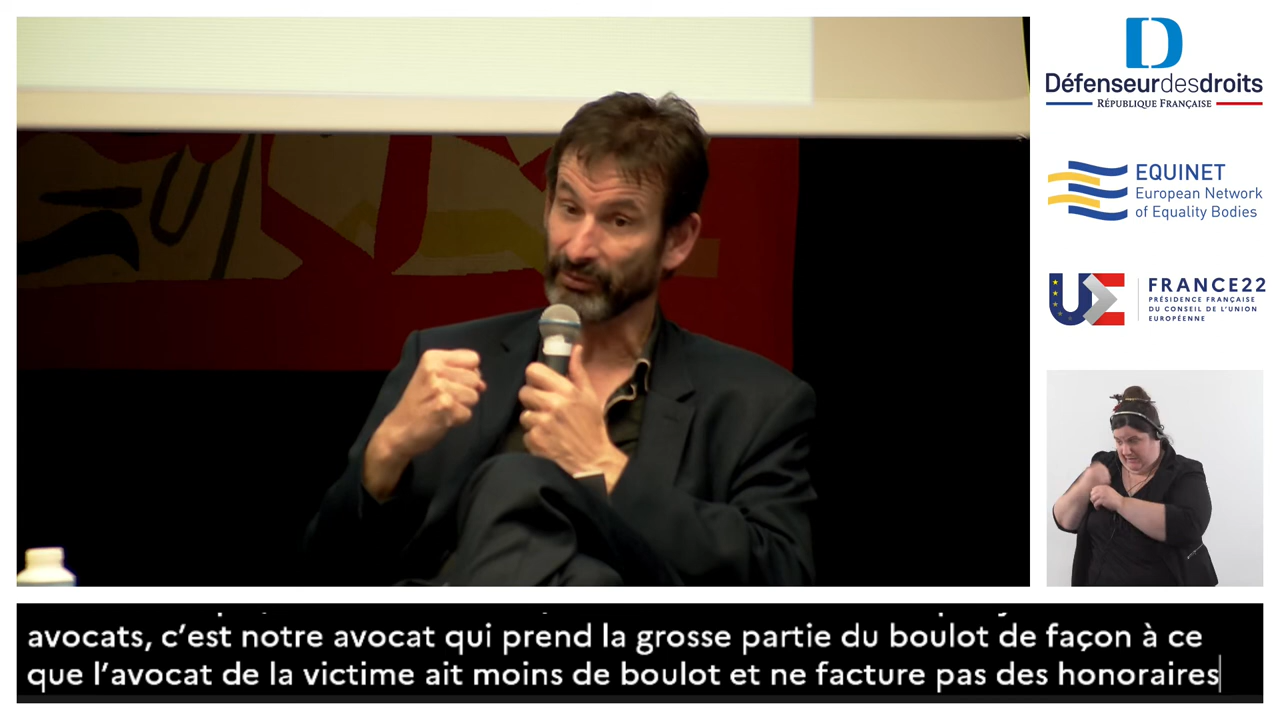 Défenseurdesdroits
RÉPUBLIQUE FRANÇAISE
EQUINET
European Network
of Equality Bodies
UE
FRANCE22
PRÉSIDENCE FRANÇAISE
DU CONSEIL DE L'UNION
EUROPÉENNE
avocats, c'est notre avocat qui prend la grosse partie du boulot de façon à ce
que l'avocat de la victime ait moins de boulot et ne facture pas des honoraires